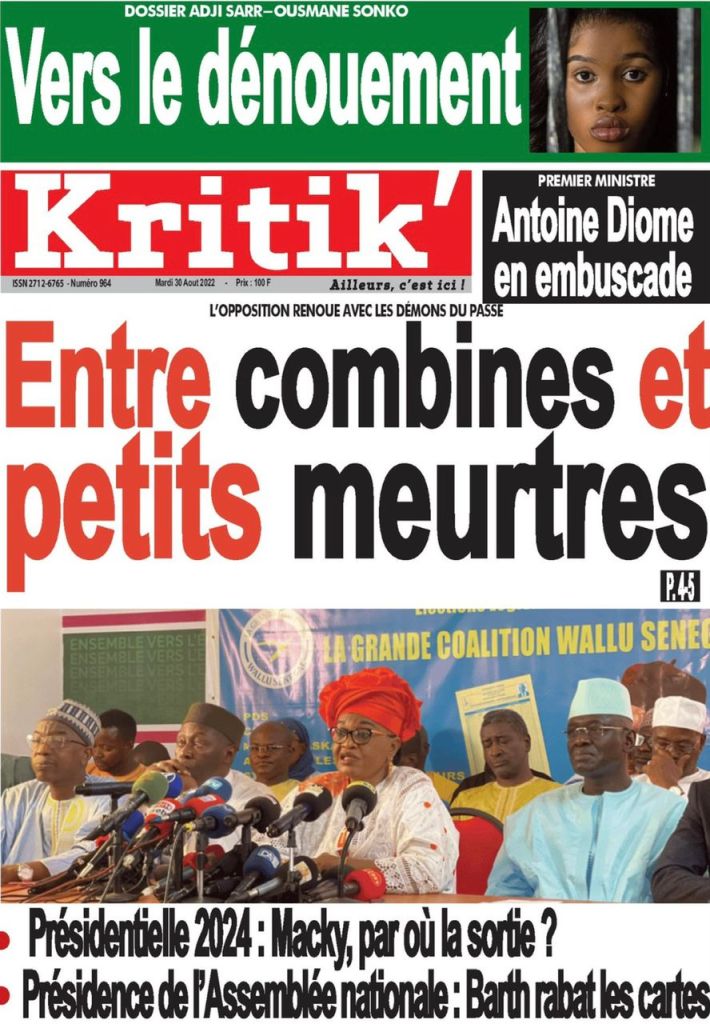 DOSSIER ADJI SARR-OUSMANE SONKO
Vers le dénouement
Kritik'
ISSN 2712-6765 - Numéro 964
Mardi 30 Aout 2022 - Prix : 100 F
Ailleurs, c'est ici !
PREMIER MINISTRE
Antoine Diome
en embuscade
L'OPPOSITION RENOUE AVEC LES DÉMONS DU PASSÉ
Entre combines et
petits meurtres
P.4-5
ENSEMBLE VERS L'É
LA GRANDE COALITION WALLU SENEG
WALLU SENEGAL
PDS
• Présidentielle 2024 : Macky, par où la sortie ?
• Présidence de l'Assemblée nationale : Barth rabat les cartes